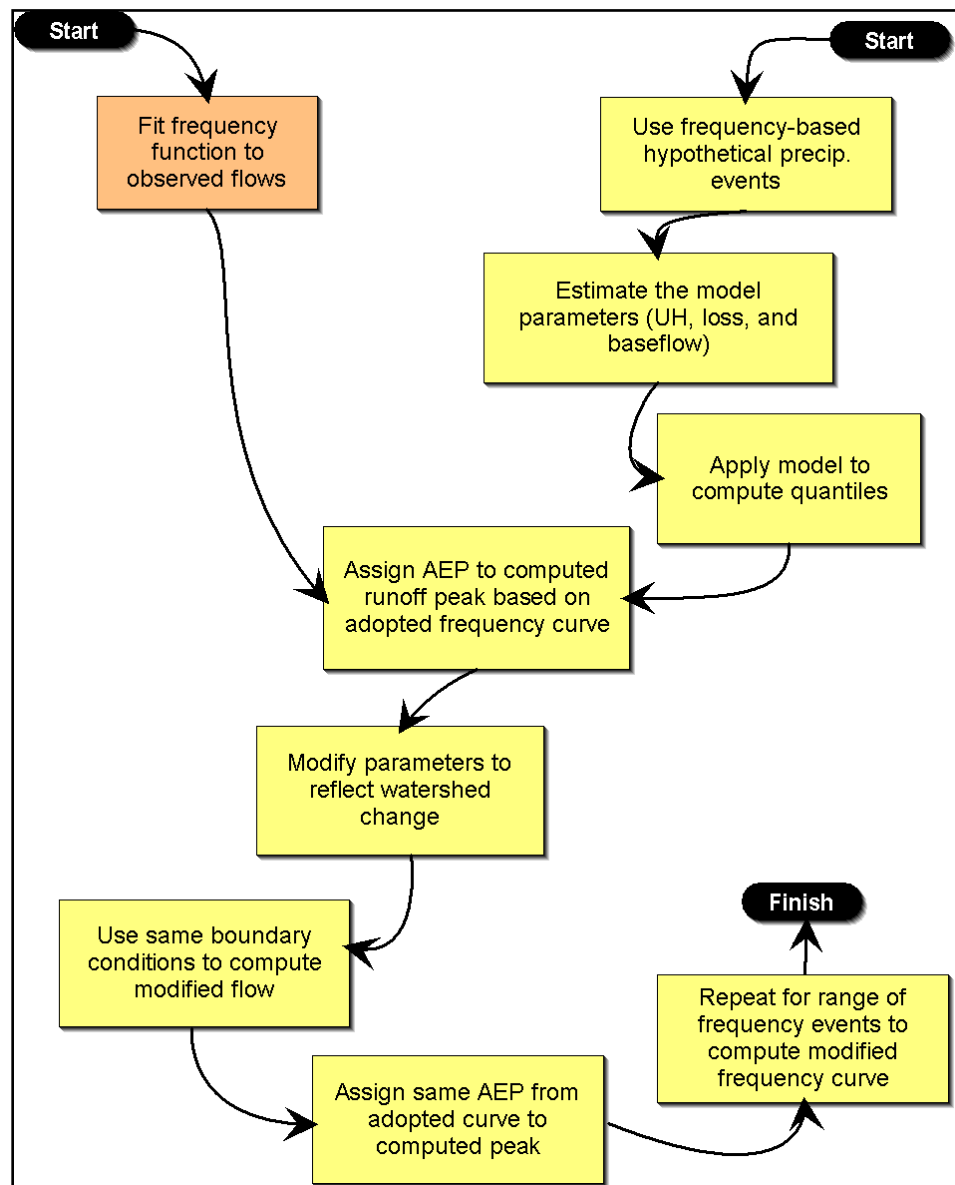 Start
Start
Fit frequency
function to
observed flows
Use frequency-based
hypothetical precip.
events
Estimate the model
parameters (UH, loss, and
baseflow)
Apply model to
compute quantiles
Assign AEP to computed
runoff peak based on
adopted frequency curve
Modify parameters to
reflect watershed
change
Use same boundary
conditions to compute
modified flow
Assign same AEP from
adopted curve to
computed peak
Repeat for range of
frequency events to
compute modified
frequency curve
Finish